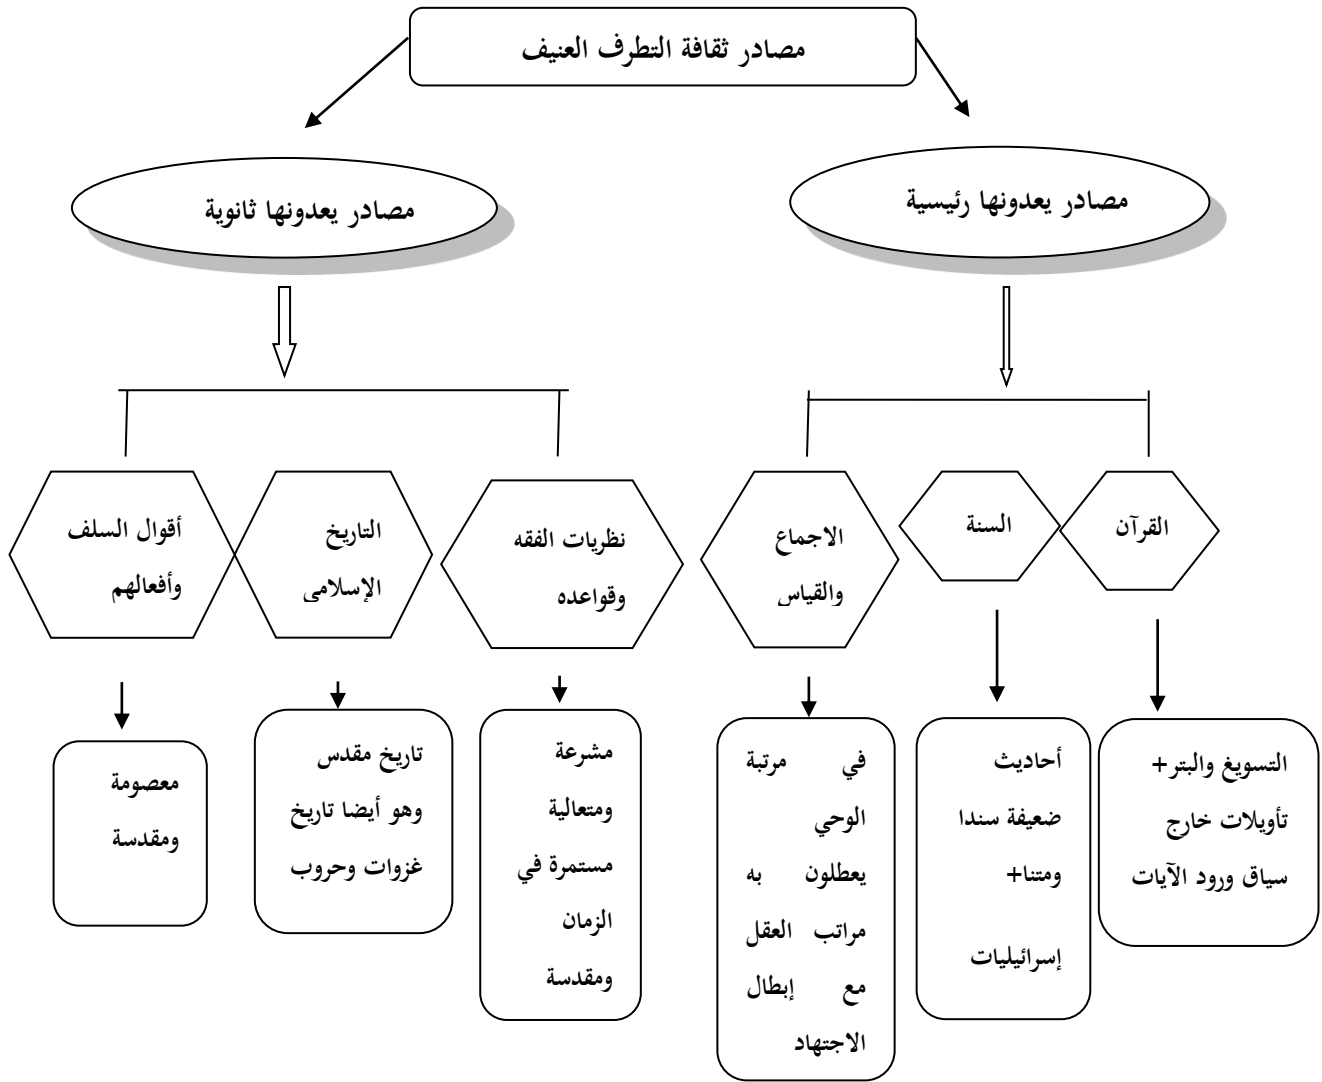 مصادر ثقافة التطرف العنيف
مصادر يعدونها رئيسية
مصادر يعدونها ثانوية
القرآن
السنة
الاجماع
والقياس
نظريات الفقه
وقواعده
التاريخ
الإسلامي
أقوال السلف
وأفعالهم
التسويغ والبتر+
تأويلات خارج
سياق ورود الآيات
أحاديث
ضعيفة سندا
ومتنا+
إسرائيليات
في مرتبة
الوحي
يعطلون به
مراتب العقل
مع إبطال
الاجتهاد
مشرعة
ومتعالية
مستمرة في
الزمان
ومقدسة
تاريخ مقدس
وهو أيضا تاريخ
غزوات وحروب
معصومة
ومقدسة